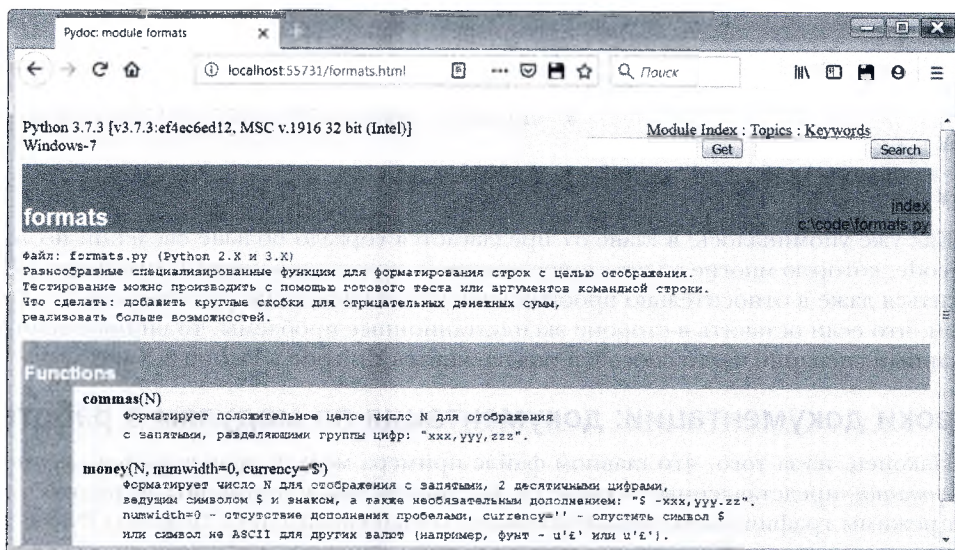 Pydoc: module formats
localhost:55731/formats.html
Поиск
Python 3.7.3 [v3.7.3:ef4ec6ed12, MSC v.1916 32 bit (Intel)]
Windows-7
Module Index : Topics : Keywords
Get
Search
formats
index
c:\code\formats.py
Файл: formats.py (Python 2.X и 3.X)
Разнообразные специализированные функции для форматирования строк с целью отображения.
Тестирование можно производить с помощью готового теста или аргументов командной строки.
Что сделать: добавить круглые скобки для отрицательных денежных сумм,
реализовать больше возможностей.
Functions
commas(N)
Форматирует положительное целое число N для отображения
с запятыми, разделяющими группы цифр: "xxx,yyy,zzz".
money(N, numwidth=0, currency='$')
Форматирует число N для отображения с запятыми, 2 десятичными цифрами,
ведущим символом $ и знаком, а также необязательным дополнением: "$ -xxx,yyy.zz".
numwidth=0 - отсутствие дополнения пробелами, currency='' - опустить символ $
или символ не ASCII для других валют (например, фунт - u'£' или u'£').